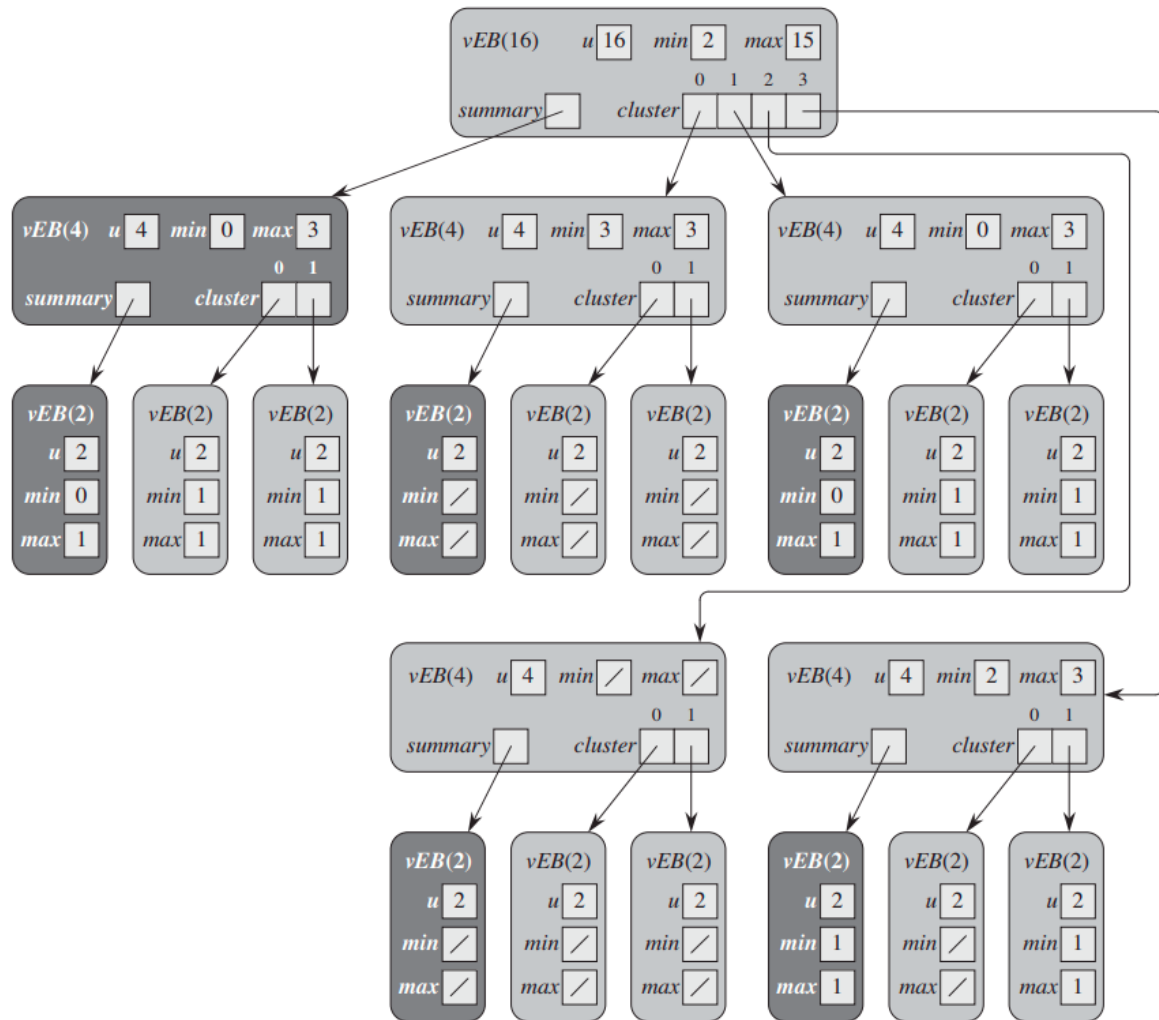 vEB(16) u 16 min 2 max 15
0 1 2 3
summary cluster
vEB(4) u 4 min 0 max 3
0 1
summary cluster
vEB(4) u 4 min 3 max 3
0 1
summary cluster
vEB(4) u 4 min 0 max 3
0 1
summary cluster
vEB(2)
u 2
min 0
max 1
vEB(2)
u 2
min 1
max 1
vEB(2)
u 2
min 1
max 1
vEB(2)
u 2
min /
max /
vEB(2)
u 2
min /
max /
vEB(2)
u 2
min /
max /
vEB(2)
u 2
min 0
max 1
vEB(2)
u 2
min 1
max 1
vEB(2)
u 2
min 1
max 1
vEB(4) u 4 min / max /
0 1
summary cluster
vEB(4) u 4 min 2 max 3
0 1
summary cluster
vEB(2)
u 2
min /
max /
vEB(2)
u 2
min /
max /
vEB(2)
u 2
min /
max /
vEB(2)
u 2
min 1
max 1
vEB(2)
u 2
min /
max /
vEB(2)
u 2
min 1
max 1